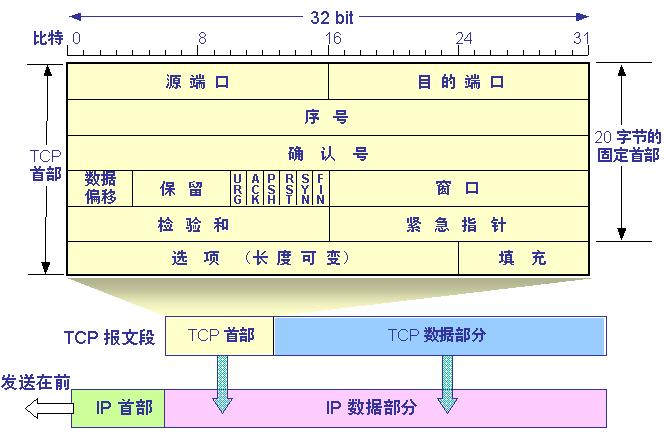 32 bit
比特 0 8 16 24 31
源端口 目的端口
序号
TCP 首部
确认号
20 字节的固定首部
数据偏移 保留 URG ACK PSH RST SYN FIN 窗口
检验和 紧急指针
选项 （长度可变） 填充
TCP 报文段 TCP 首部 TCP 数据部分
发送在前
IP 首部 IP 数据部分